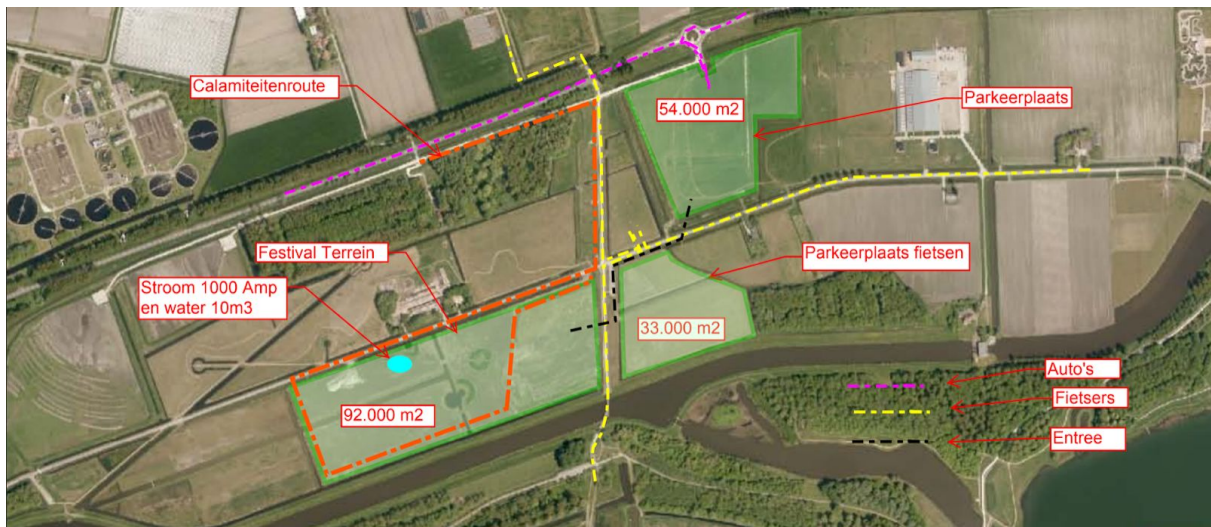 Calamiteitenroute
54.000 m2
Parkeerplaats
Festival Terrein
Parkeerplaats fietsen
Stroom 1000 Amp
en water 10m3
33.000 m2
92.000 m2
Auto's
Fietsers
Entree